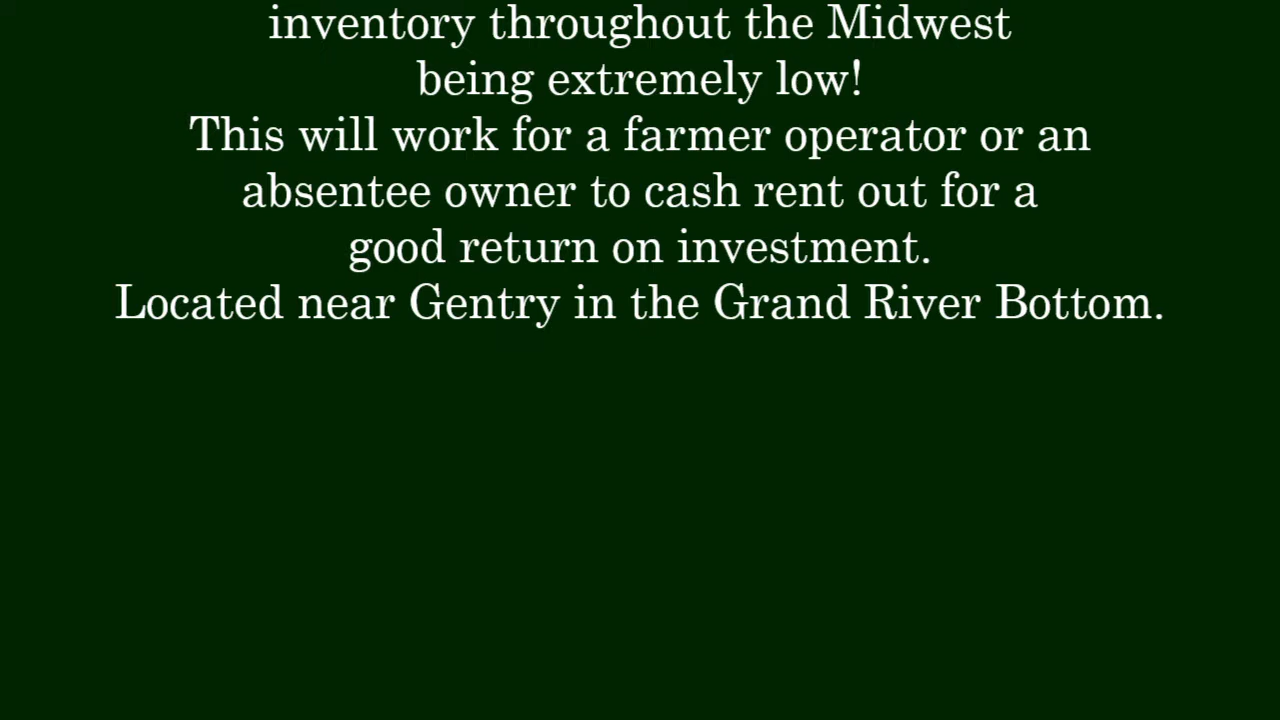 inventory throughout the Midwest
being extremely low!
This will work for a farmer operator or an
absentee owner to cash rent out for a
good return on investment.
Located near Gentry in the Grand River Bottom.